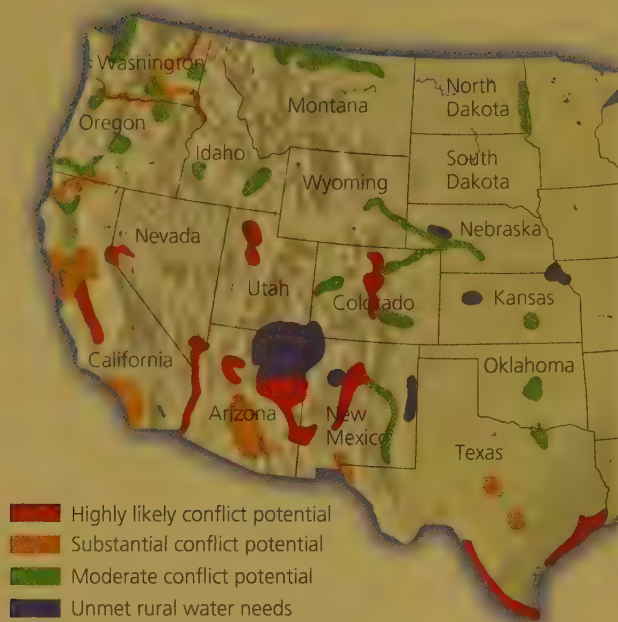 Washington
Montana
North
Dakota
Oregon
Idaho
South
Dakota
Wyoming
Nebraska
Nevada
Utah
Colorado
Kansas
California
Oklahoma
Arizona
New
Mexico
Texas
Highly likely conflict potential
Substantial conflict potential
Moderate conflict potential
Unmet rural water needs